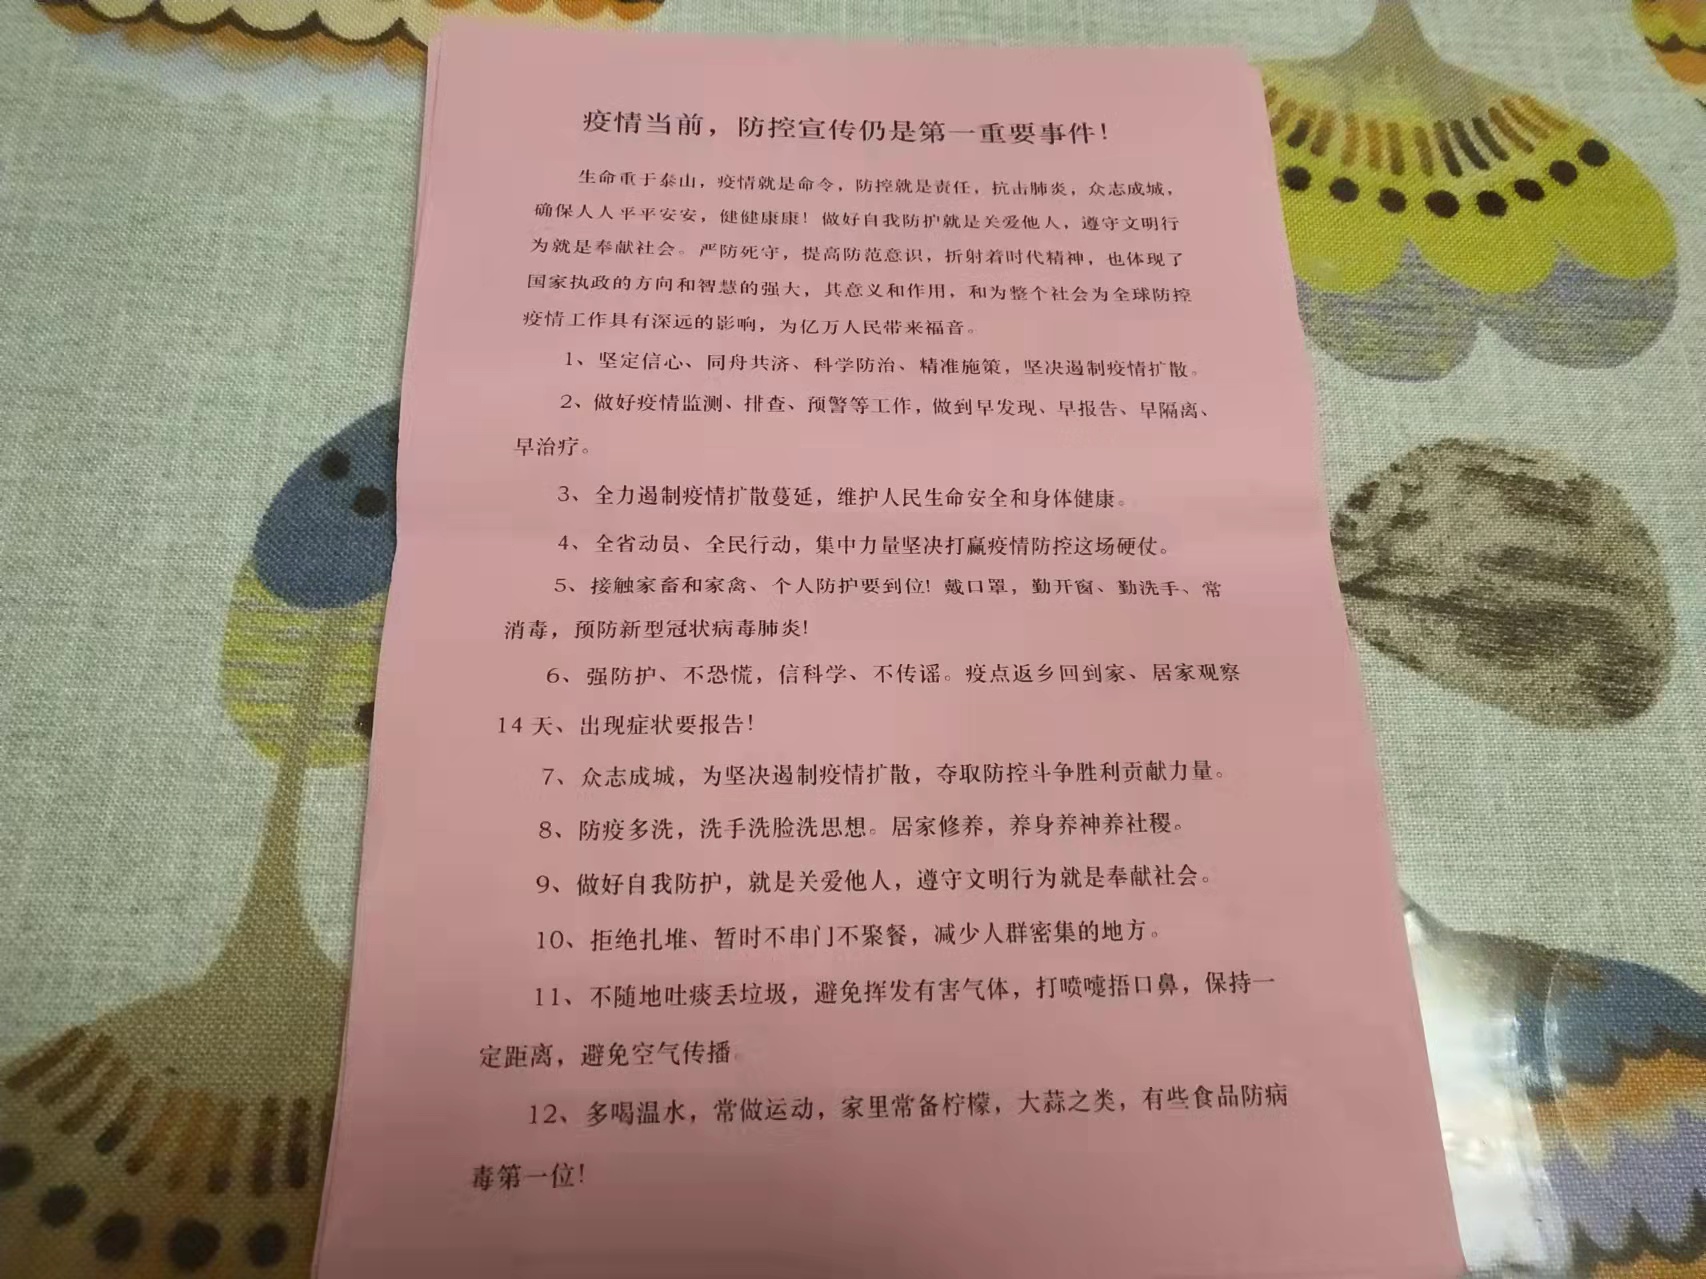 疫情当前，防控宣传仍是第一重要事件！
生命重于泰山，疫情就是命令，防控就是责任，抗击肺炎，众志成城，
确保人人平平安安，健健康康！做好自我防护就是关爱他人，遵守文明行
为就是奉献社会。严防死守，提高防范意识，折射着时代精神，也体现了
国家执政的方向和智慧的强大，其意义和作用，和为整个社会为全球防控
疫情工作具有深远的影响，为亿万人民带来福音。
1、坚定信心、同舟共济、科学防治、精准施策，坚决遏制疫情扩散。
2、做好疫情监测、排查、预警等工作，做到早发现、早报告、早隔离、
早治疗。
3、全力遏制疫情扩散蔓延，维护人民生命安全和身体健康。
4、全省动员、全民行动，集中力量坚决打赢疫情防控这场硬仗。
5、接触家畜和家禽、个人防护要到位！戴口罩，勤开窗、勤洗手、常
消毒，预防新型冠状病毒肺炎！
6、强防护、不恐慌，信科学、不传谣。疫点返乡回到家、居家观察
14天、出现症状要报告！
7、众志成城，为坚决遏制疫情扩散，夺取防控斗争胜利贡献力量。
8、防疫多洗，洗手洗脸洗思想。居家修养，养身养神养社稷。
9、做好自我防护，就是关爱他人，遵守文明行为就是奉献社会。
10、拒绝扎堆、暂时不串门不聚餐，减少人群密集的地方。
11、不随地吐痰丢垃圾，避免挥发有害气体，打喷嚏捂口鼻，保持一
定距离，避免空气传播。
12、多喝温水，常做运动，家里常备柠檬，大蒜之类，有些食品防病
毒第一位！